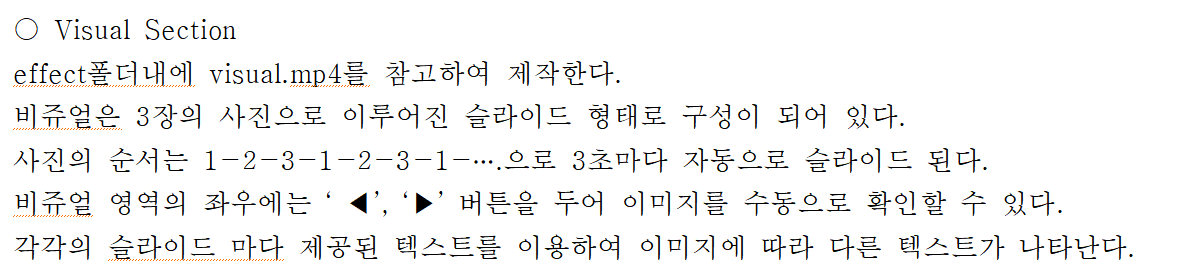 ○ Visual Section
effect폴더내에 visual.mp4를 참고하여 제작한다.
비쥬얼은 3장의 사진으로 이루어진 슬라이드 형태로 구성이 되어 있다.
사진의 순서는 1-2-3-1-2-3-1-….으로 3초마다 자동으로 슬라이드 된다.
비쥬얼 영역의 좌우에는 ‘ ◀’, ‘▶’ 버튼을 두어 이미지를 수동으로 확인할 수 있다.
각각의 슬라이드 마다 제공된 텍스트를 이용하여 이미지에 따라 다른 텍스트가 나타난다.